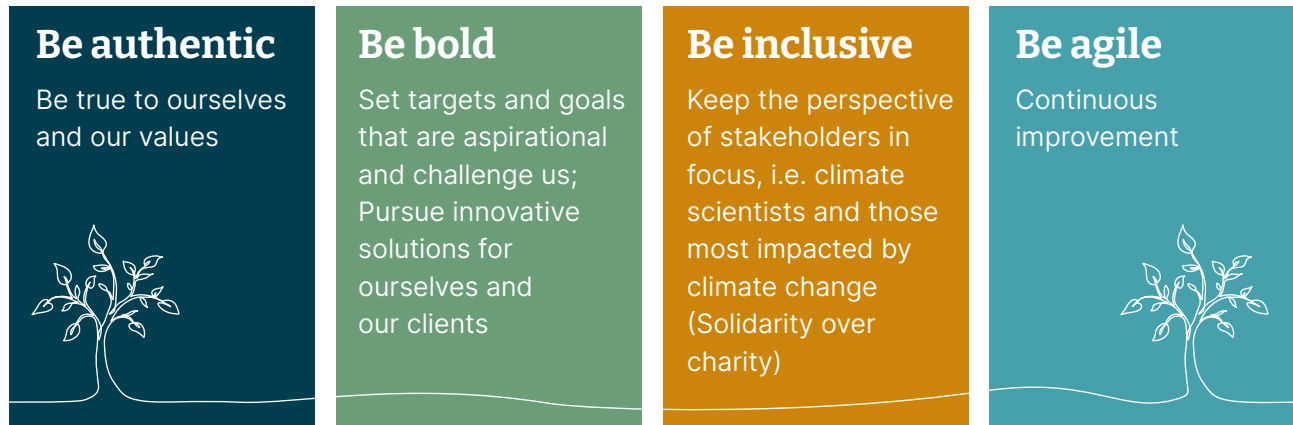 Be authentic
Be true to ourselves
and our values
Be bold
Set targets and goals
that are aspirational
and challenge us;
Pursue innovative
solutions for
ourselves and
our clients
Be inclusive
Keep the perspective
of stakeholders in
focus, i.e. climate
scientists and those
most impacted by
climate change
(Solidarity over
charity)
Be agile
Continuous
improvement